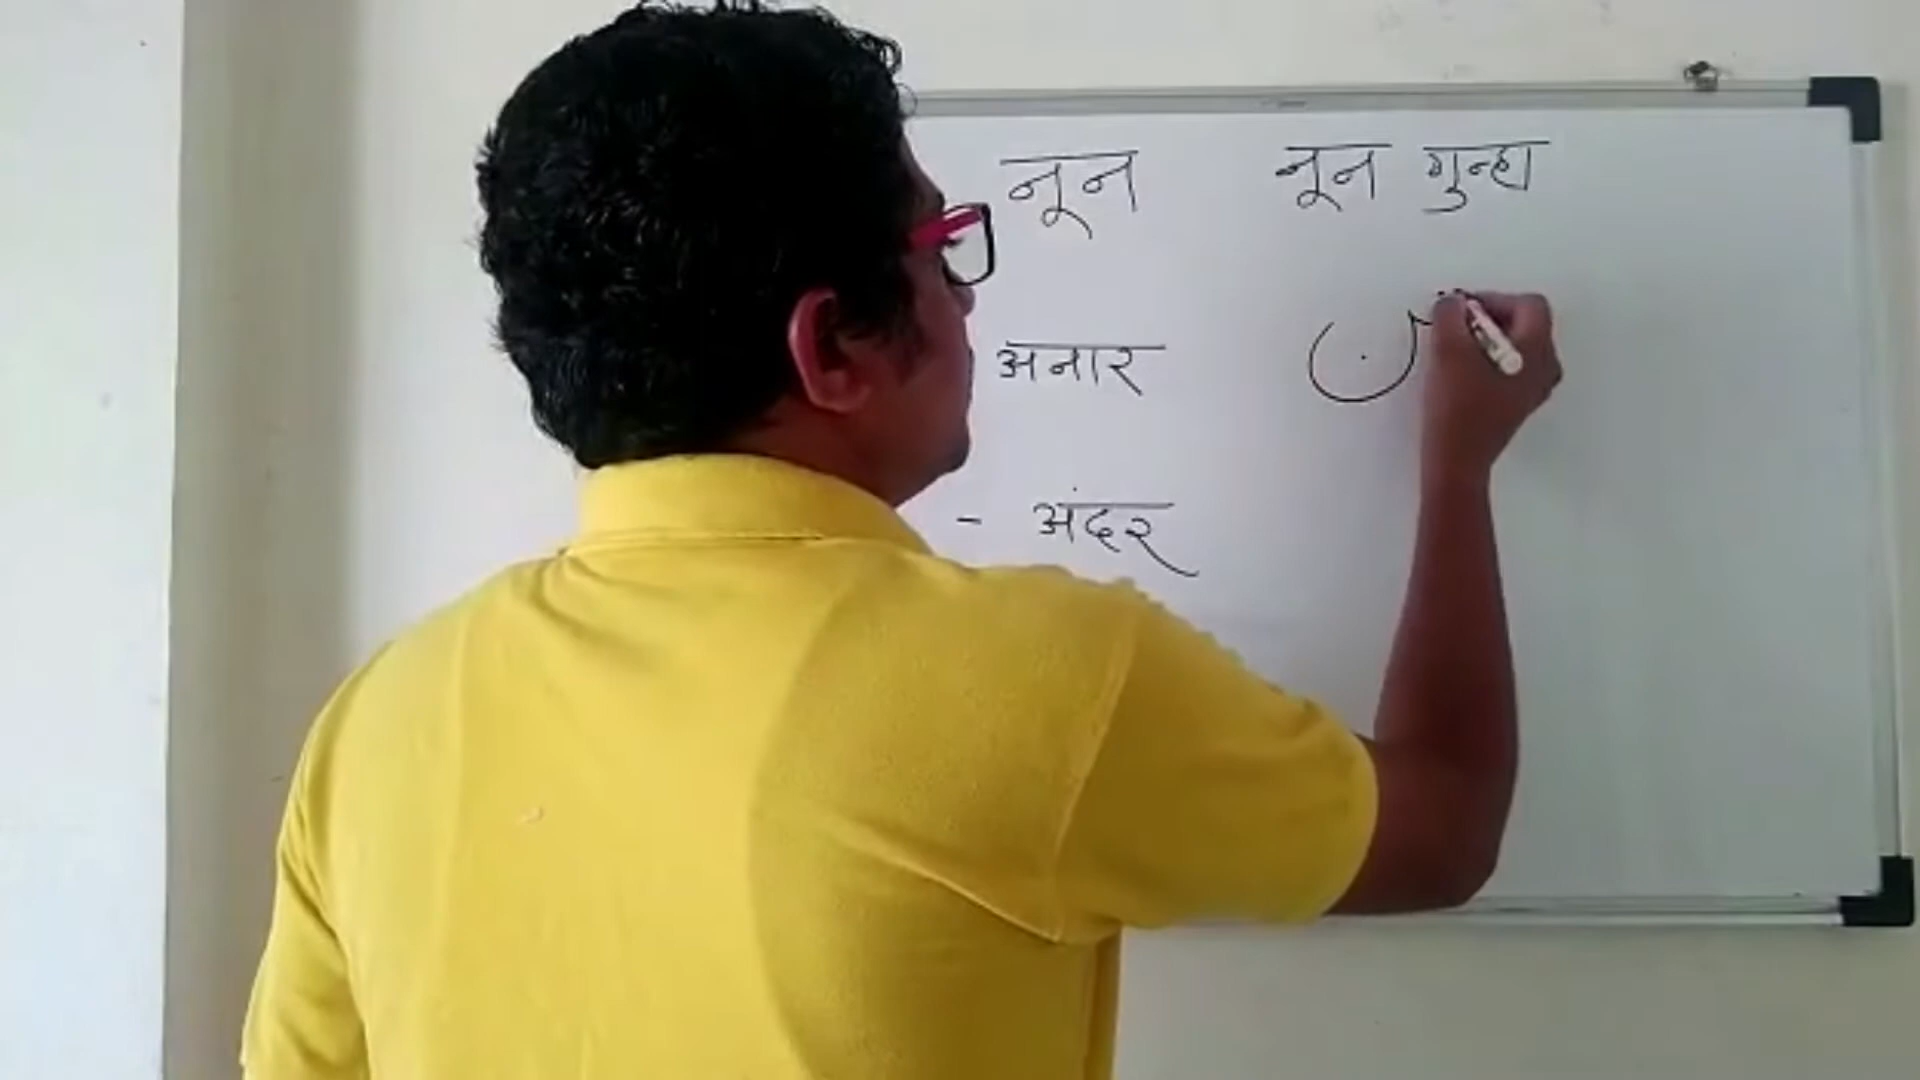 नून नून गुन्हा
अनार
- अंदर